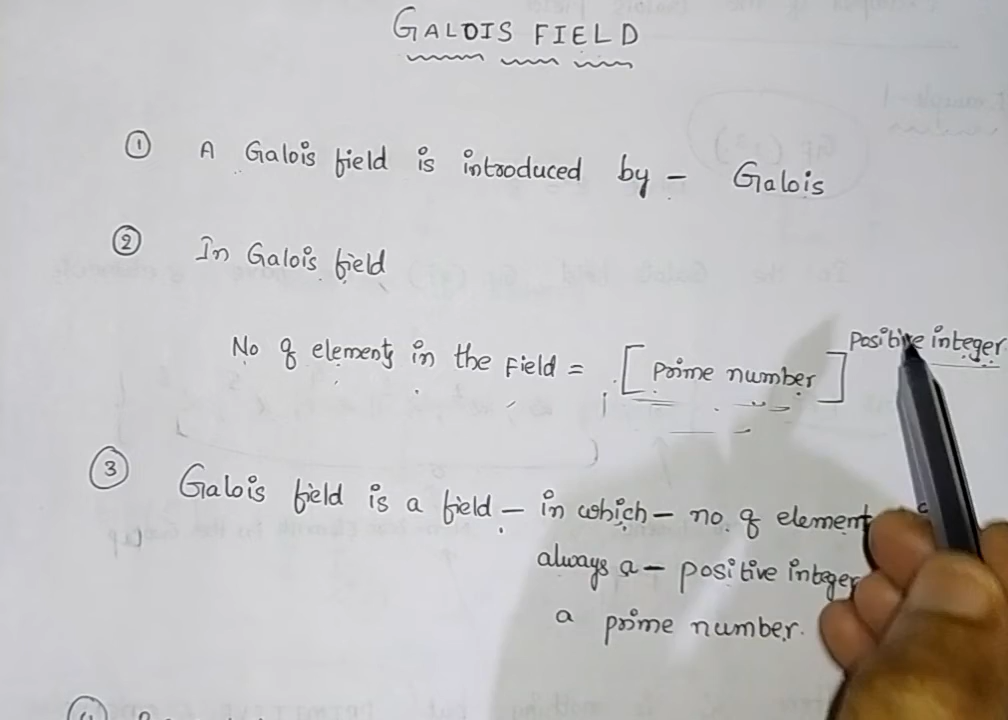 GALOIS FIELD
① A Galois field is introduced by - Galois
② In Galois field
No of elements in the Field = [ Prime number ] positive integer
③ Galois field is a field - in which - no. of element
always a - positive integer
a prime number.